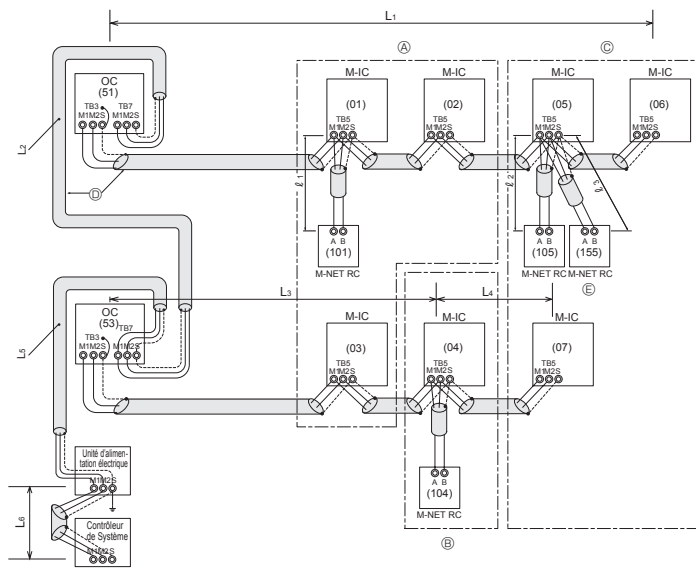 L1
Ⓐ
Ⓒ
OC
(51)
TB3
TB7
M1M2S
M1M2S
M-IC
(01)
TB5
M1M2S
M-IC
(02)
TB5
M1M2S
M-IC
(05)
TB5
M1M2S
M-IC
(06)
TB5
M1M2S
L2
Ⓓ
ℓ1
ℓ2
ℓ3
A B
(101)
M-NET RC
A B
(105)
M-NET RC
A B
(155)
M-NET RC
Ⓔ
L3
L4
OC
(53)
TB3
TB7
M1M2S
M1M2S
M-IC
(03)
TB5
M1M2S
M-IC
(04)
TB5
M1M2S
M-IC
(07)
TB5
M1M2S
L5
Unité d'alimen-
tation électrique
M1M2S
A B
(104)
M-NET RC
L6
Contrôleur
de Système
M1M2S
Ⓑ